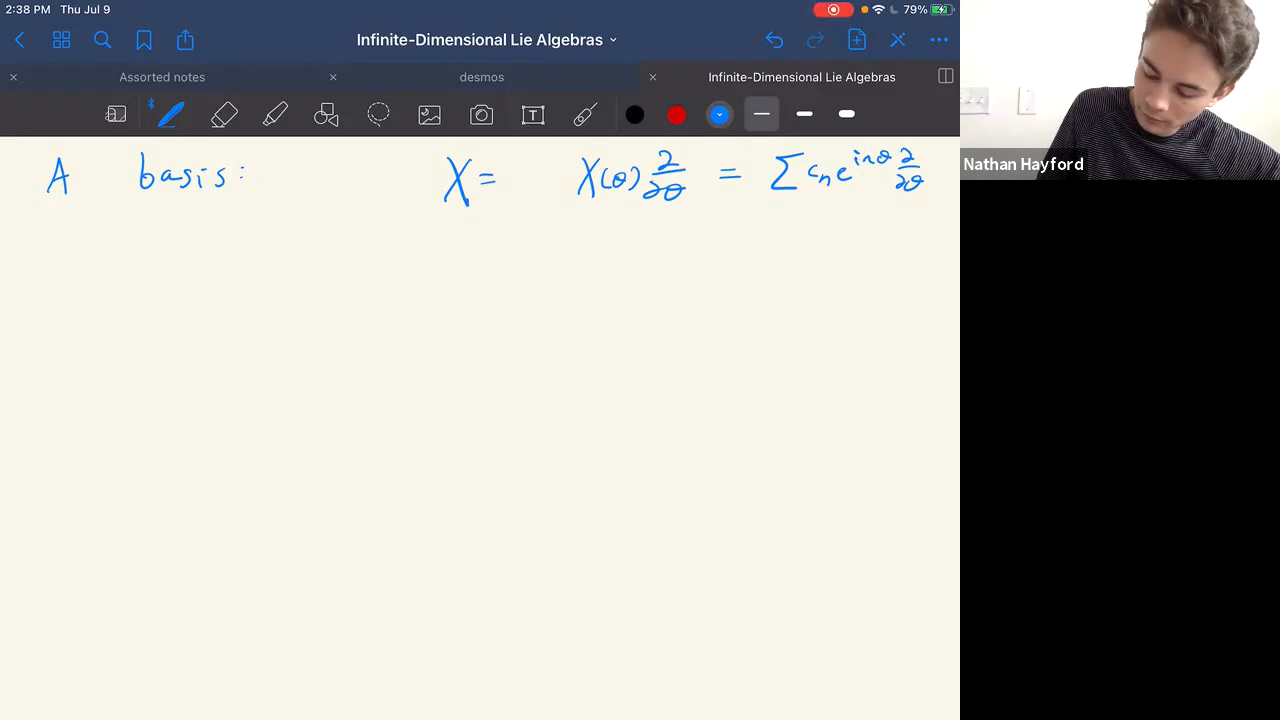 2:38 PM Thu Jul 9
79%
Infinite-Dimensional Lie Algebras
Assorted notes
desmos
Infinite-Dimensional Lie Algebras
T
Nathan Hayford
A basis: X = X(θ) ∂/∂θ = ∑ cₙ e^{inθ} ∂/∂θ